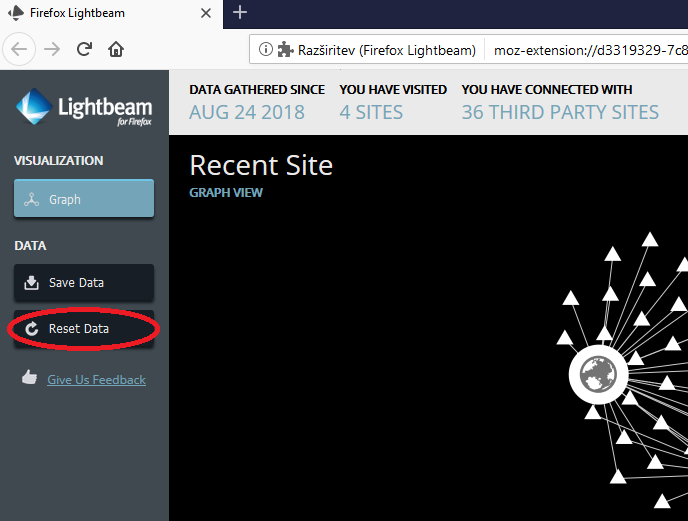 Firefox Lightbeam
Razširitev (Firefox Lightbeam) moz-extension://d3319329-7c8
Lightbeam
for Firefox
DATA GATHERED SINCE
AUG 24 2018
YOU HAVE VISITED
4 SITES
YOU HAVE CONNECTED WITH
36 THIRD PARTY SITES
VISUALIZATION
Graph
DATA
Save Data
Reset Data
Give Us Feedback
Recent Site
GRAPH VIEW